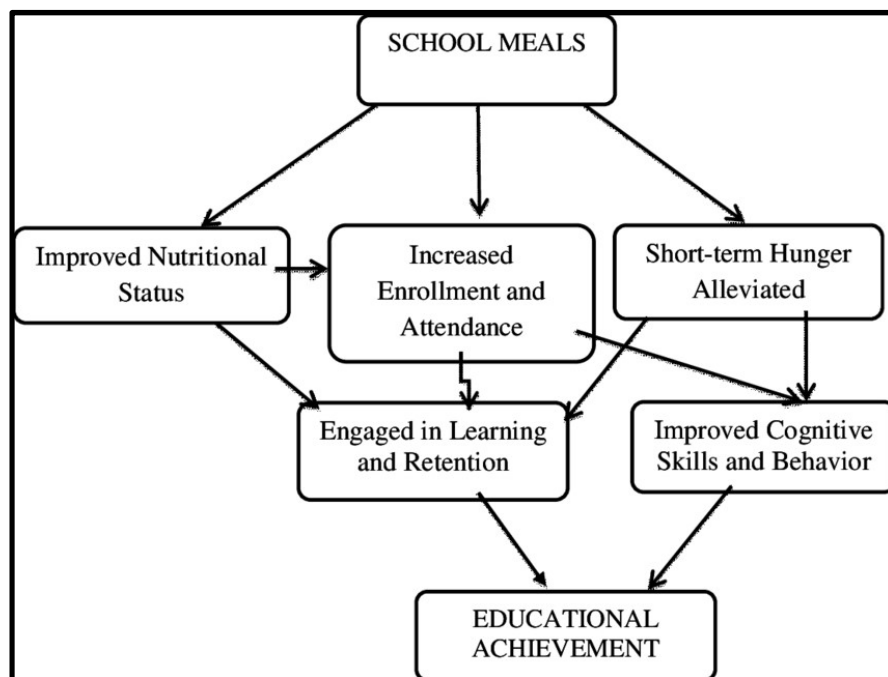 SCHOOL MEALS
Improved Nutritional
Status
Increased
Enrollment and
Attendance
Short-term Hunger
Alleviated
Engaged in Learning
and Retention
Improved Cognitive
Skills and Behavior
EDUCATIONAL
ACHIEVEMENT